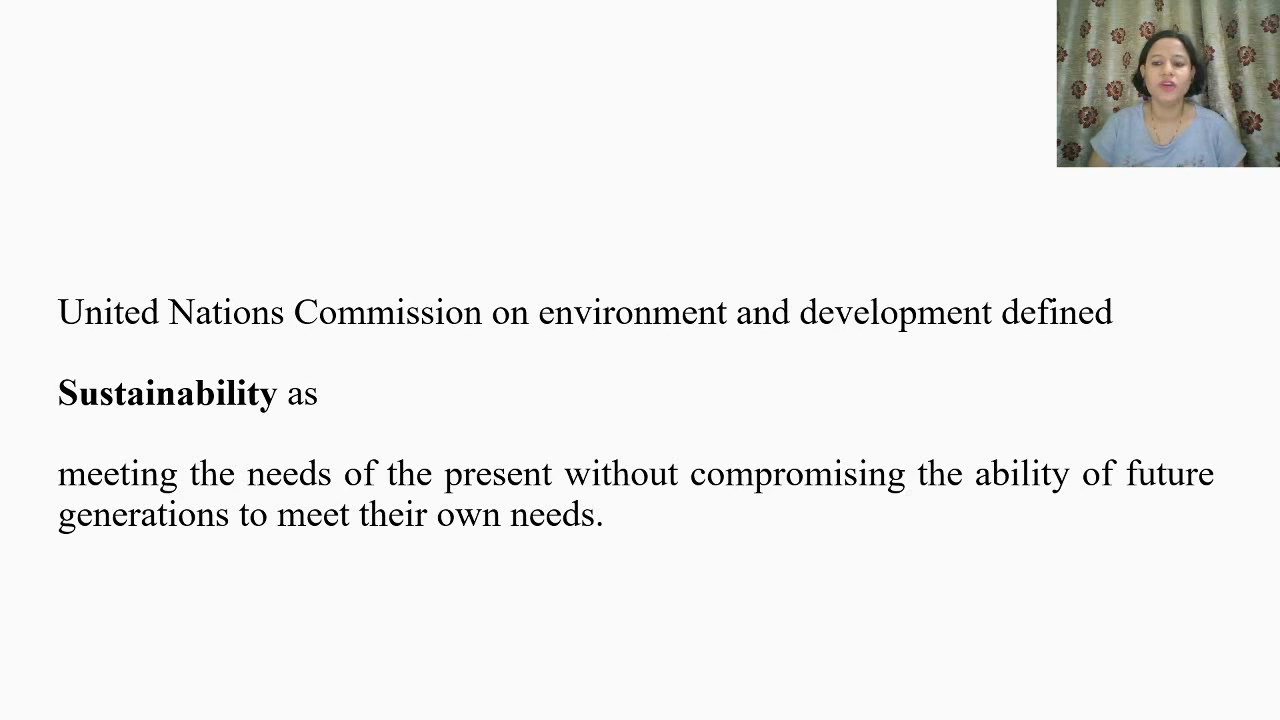 United Nations Commission on environment and development defined
Sustainability as
meeting the needs of the present without compromising the ability of future
generations to meet their own needs.